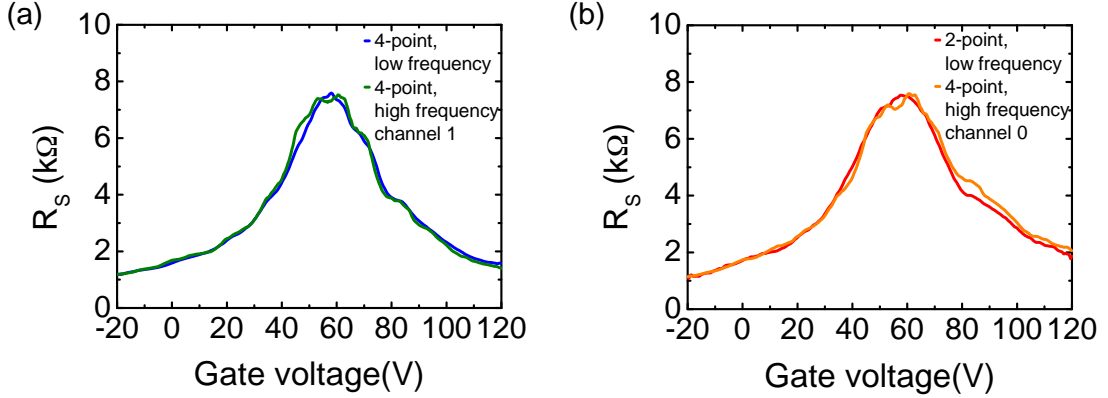 (a)
10
8
6
4
2
0
R_S (kΩ)
4-point,
low frequency
4-point,
high frequency
channel 1
-20 0 20 40 60 80 100 120
Gate voltage(V)
(b)
10
8
6
4
2
0
R_S (kΩ)
2-point,
low frequency
4-point,
high frequency
channel 0
-20 0 20 40 60 80 100 120
Gate voltage(V)